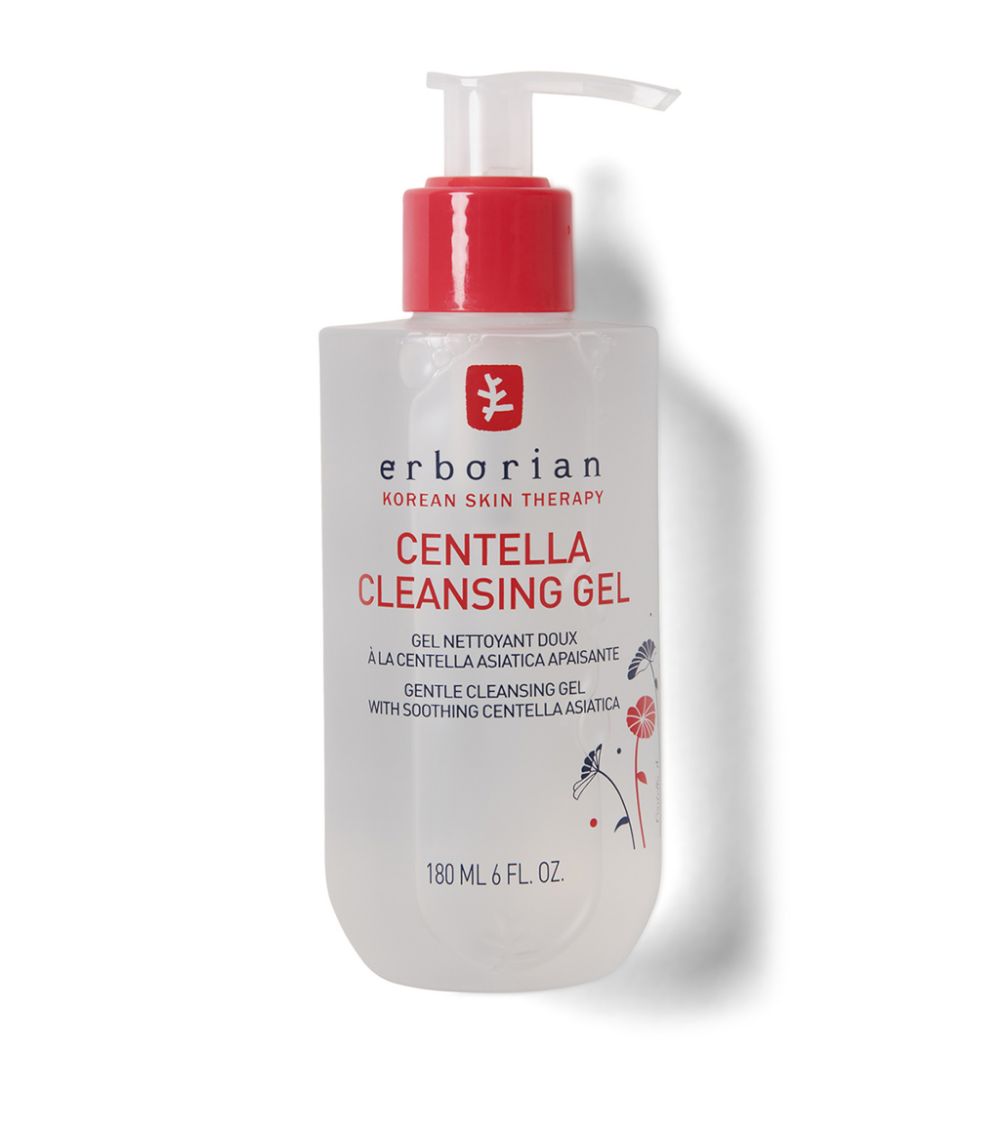 erborian
KOREAN SKIN THERAPY
CENTELLA
CLEANSING GEL
GEL NETTOYANT DOUX
À LA CENTELLA ASIATICA APAISANTE
GENTLE CLEANSING GEL
WITH SOOTHING CENTELLA ASIATICA
180 ML 6 FL. OZ.